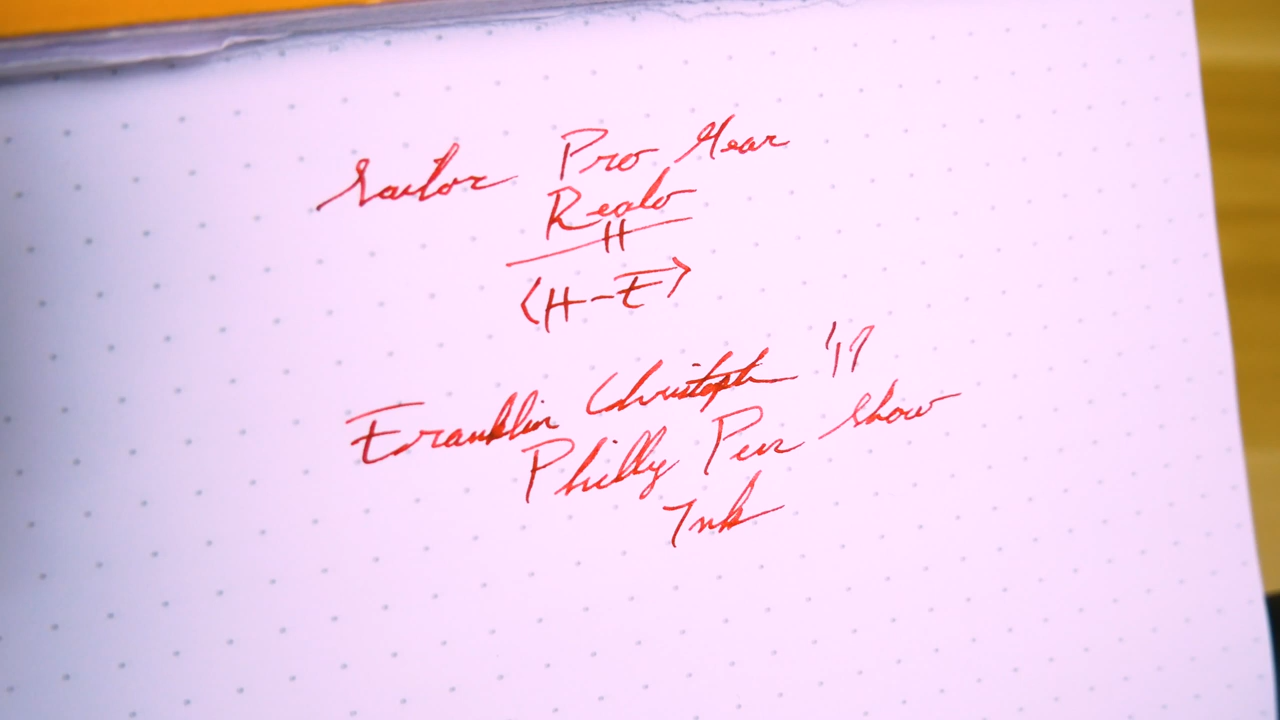 Sailor Pro Gear
Realo
H
(H-E)
Franklin Christoph '17
Philly Pen Show
Ink